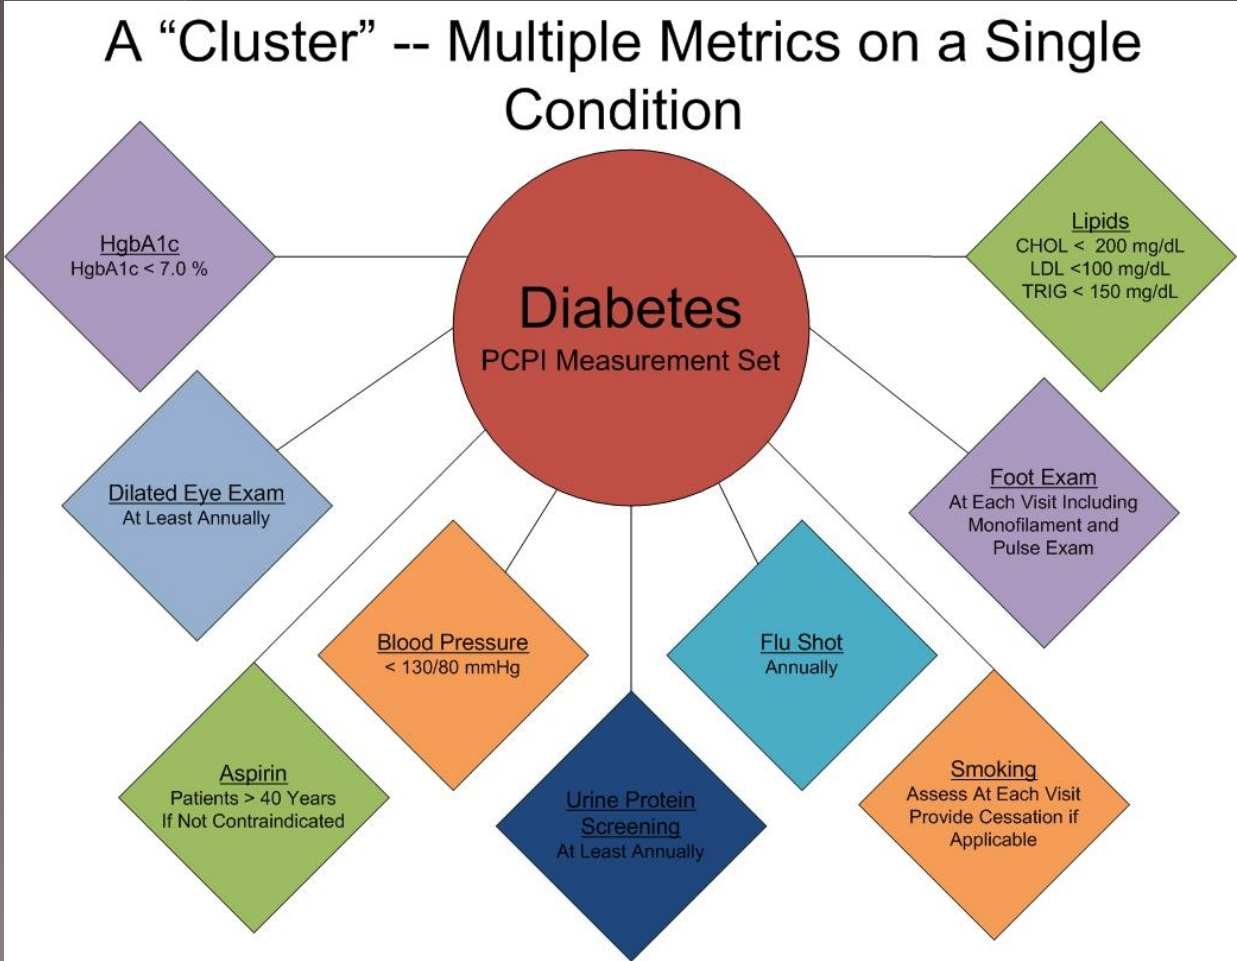 A “Cluster” -- Multiple Metrics on a Single
Condition
Diabetes
PCPI Measurement Set
HgbA1c
HgbA1c < 7.0 %
Lipids
CHOL <  200 mg/dL
LDL <100 mg/dL
TRIG < 150 mg/dL
Dilated Eye Exam
At Least Annually
Foot Exam
At Each Visit Including
Monofilament and
Pulse Exam
Blood Pressure
< 130/80 mmHg
Flu Shot
Annually
Aspirin
Patients > 40 Years
If Not Contraindicated
Urine Protein
Screening
At Least Annually
Smoking
Assess At Each Visit
Provide Cessation if
Applicable